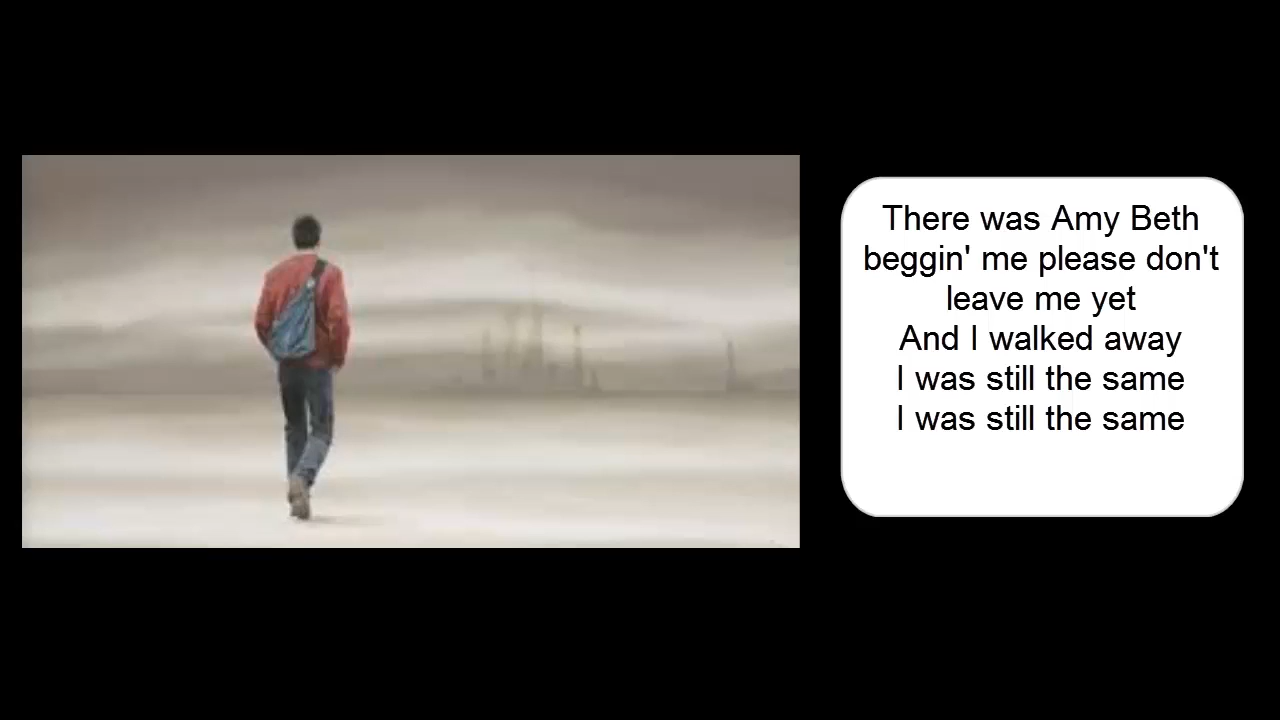 There was Amy Beth
beggin' me please don't
leave me yet
And I walked away
I was still the same
I was still the same